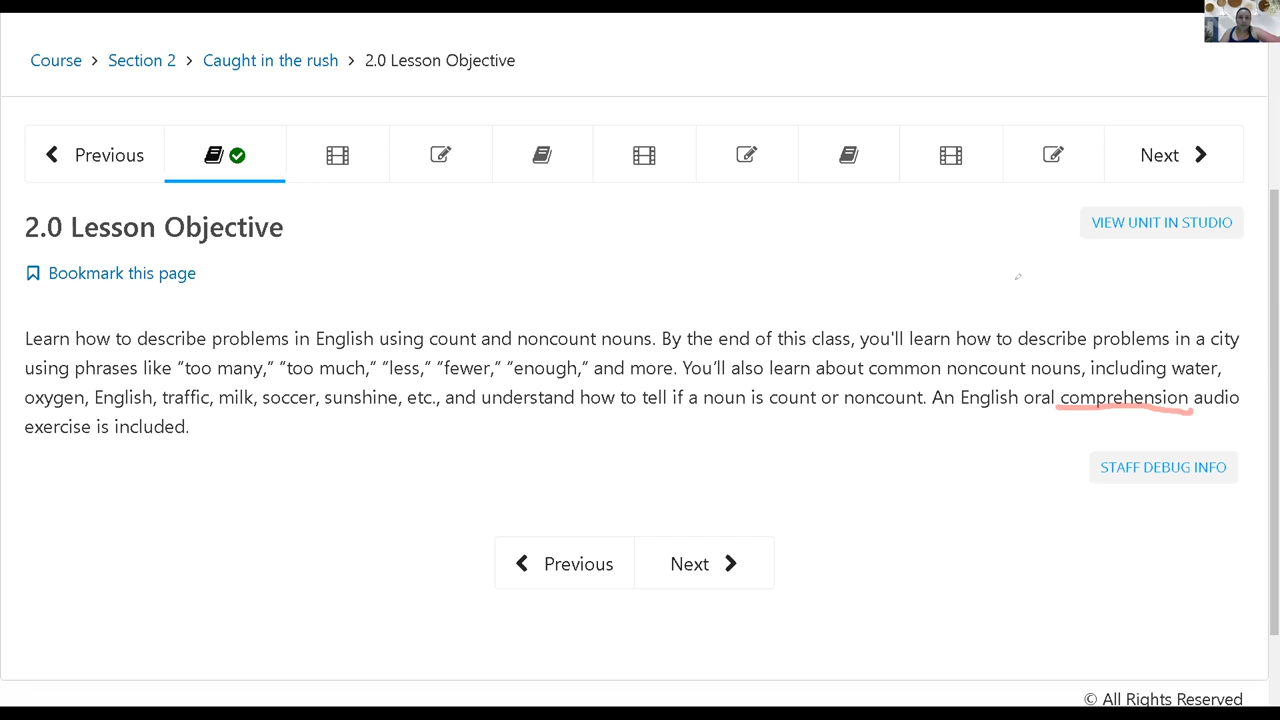 Course > Section 2 > Caught in the rush > 2.0 Lesson Objective
Previous Next
2.0 Lesson Objective
VIEW UNIT IN STUDIO
Bookmark this page
Learn how to describe problems in English using count and noncount nouns. By the end of this class, you'll learn how to describe problems in a city
using phrases like “too many,” “too much,” “less,” “fewer,” “enough,” and more. You’ll also learn about common noncount nouns, including water,
oxygen, English, traffic, milk, soccer, sunshine, etc., and understand how to tell if a noun is count or noncount. An English oral comprehension audio
exercise is included.
STAFF DEBUG INFO
Previous Next
© All Rights Reserved